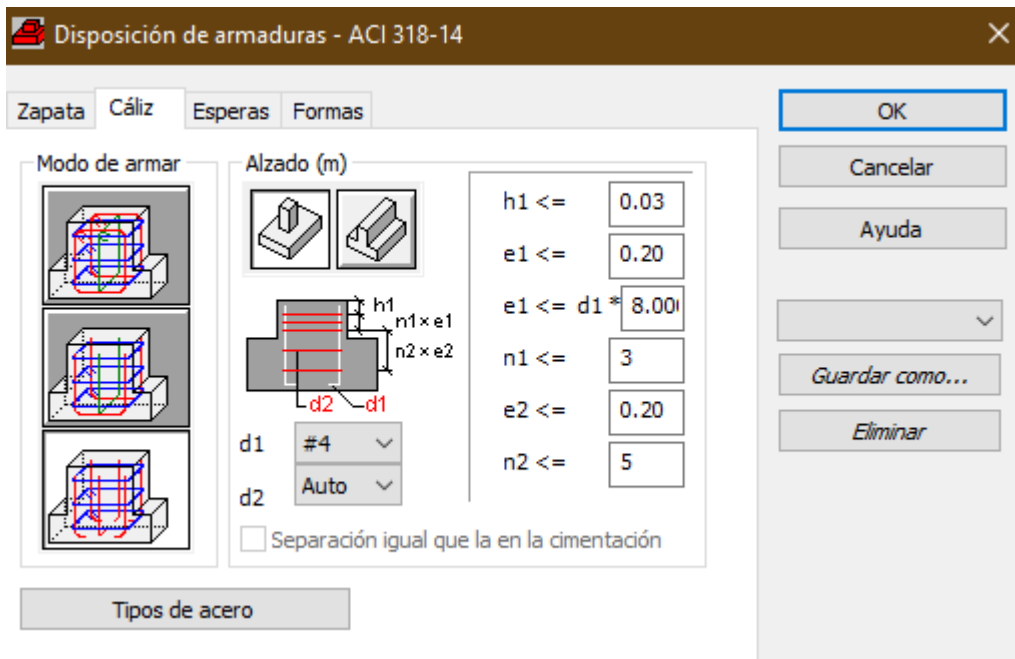 Disposición de armaduras - ACI 318-14
Zapata Cáliz Esperas Formas
OK
Cancelar
Ayuda
Guardar como...
Eliminar
Modo de armar
Alzado (m)
h1
n1×e1
n2×e2
d2 d1
d1 #4
d2 Auto
h1 <= 0.03
e1 <= 0.20
e1 <= d1 * 8.00
n1 <= 3
e2 <= 0.20
n2 <= 5
Separación igual que la en la cimentación
Tipos de acero